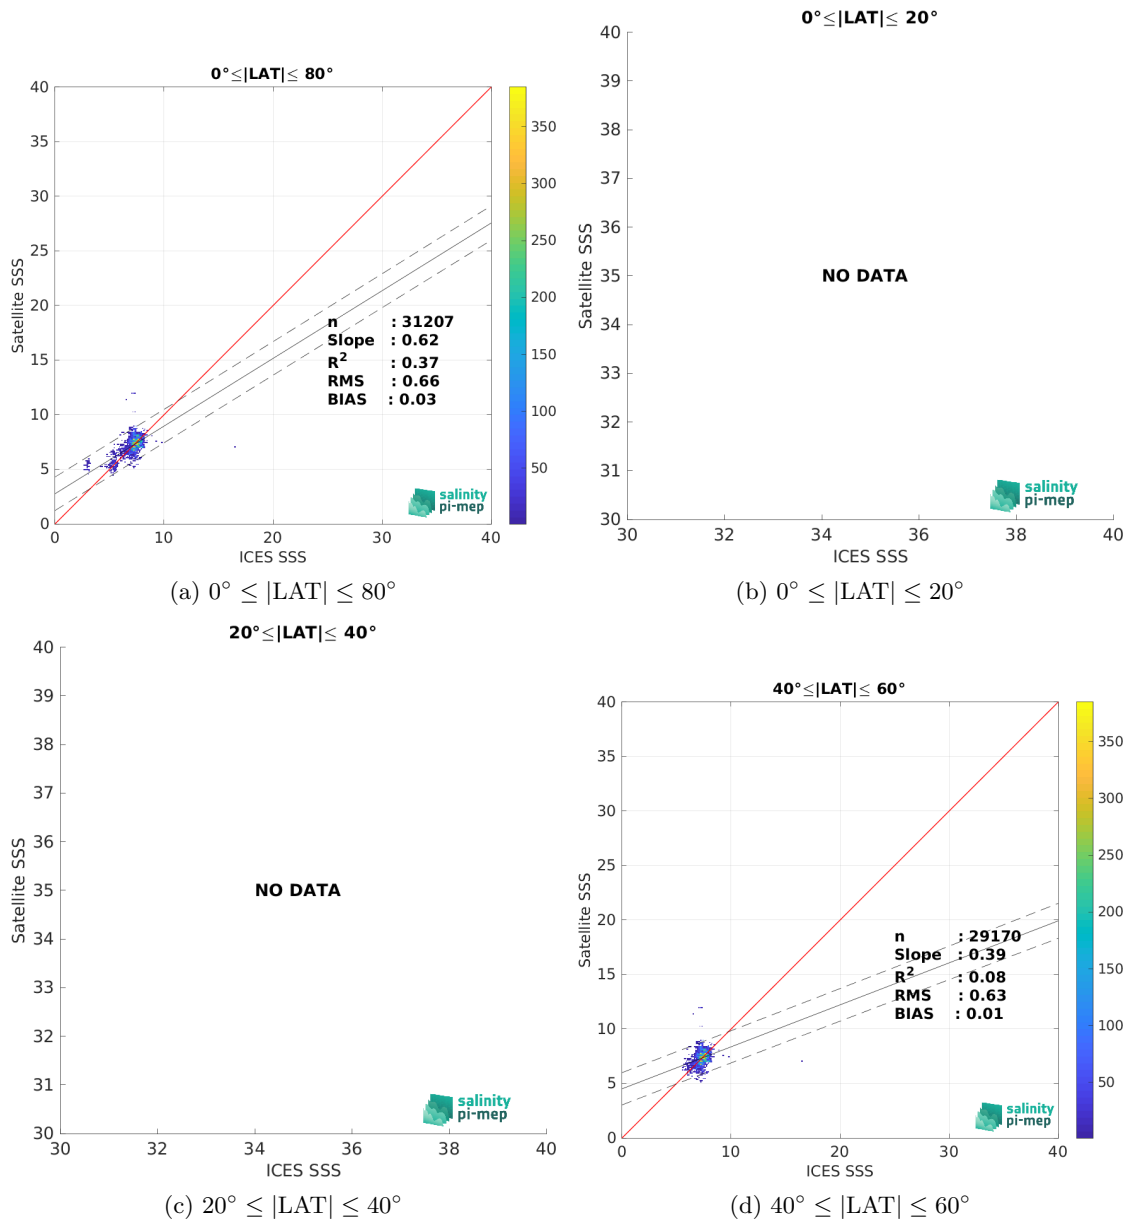 0°≤|LAT|≤ 80°
Satellite SSS
40
35
30
25
20
15
10
5
0
0
10
20
30
40
ICES SSS
350
300
250
200
150
100
50
n : 31207
Slope : 0.62
R² : 0.37
RMS : 0.66
BIAS : 0.03
salinity
pi-mep
(a) 0° ≤ |LAT| ≤ 80°
0°≤|LAT|≤ 20°
Satellite SSS
40
39
38
37
36
35
34
33
32
31
30
30
32
34
36
38
40
ICES SSS
NO DATA
salinity
pi-mep
(b) 0° ≤ |LAT| ≤ 20°
20°≤|LAT|≤ 40°
Satellite SSS
40
39
38
37
36
35
34
33
32
31
30
30
32
34
36
38
40
ICES SSS
NO DATA
salinity
pi-mep
(c) 20° ≤ |LAT| ≤ 40°
40°≤|LAT|≤ 60°
Satellite SSS
40
35
30
25
20
15
10
5
0
0
10
20
30
40
ICES SSS
350
300
250
200
150
100
50
n : 29170
Slope : 0.39
R² : 0.08
RMS : 0.63
BIAS : 0.01
salinity
pi-mep
(d) 40° ≤ |LAT| ≤ 60°